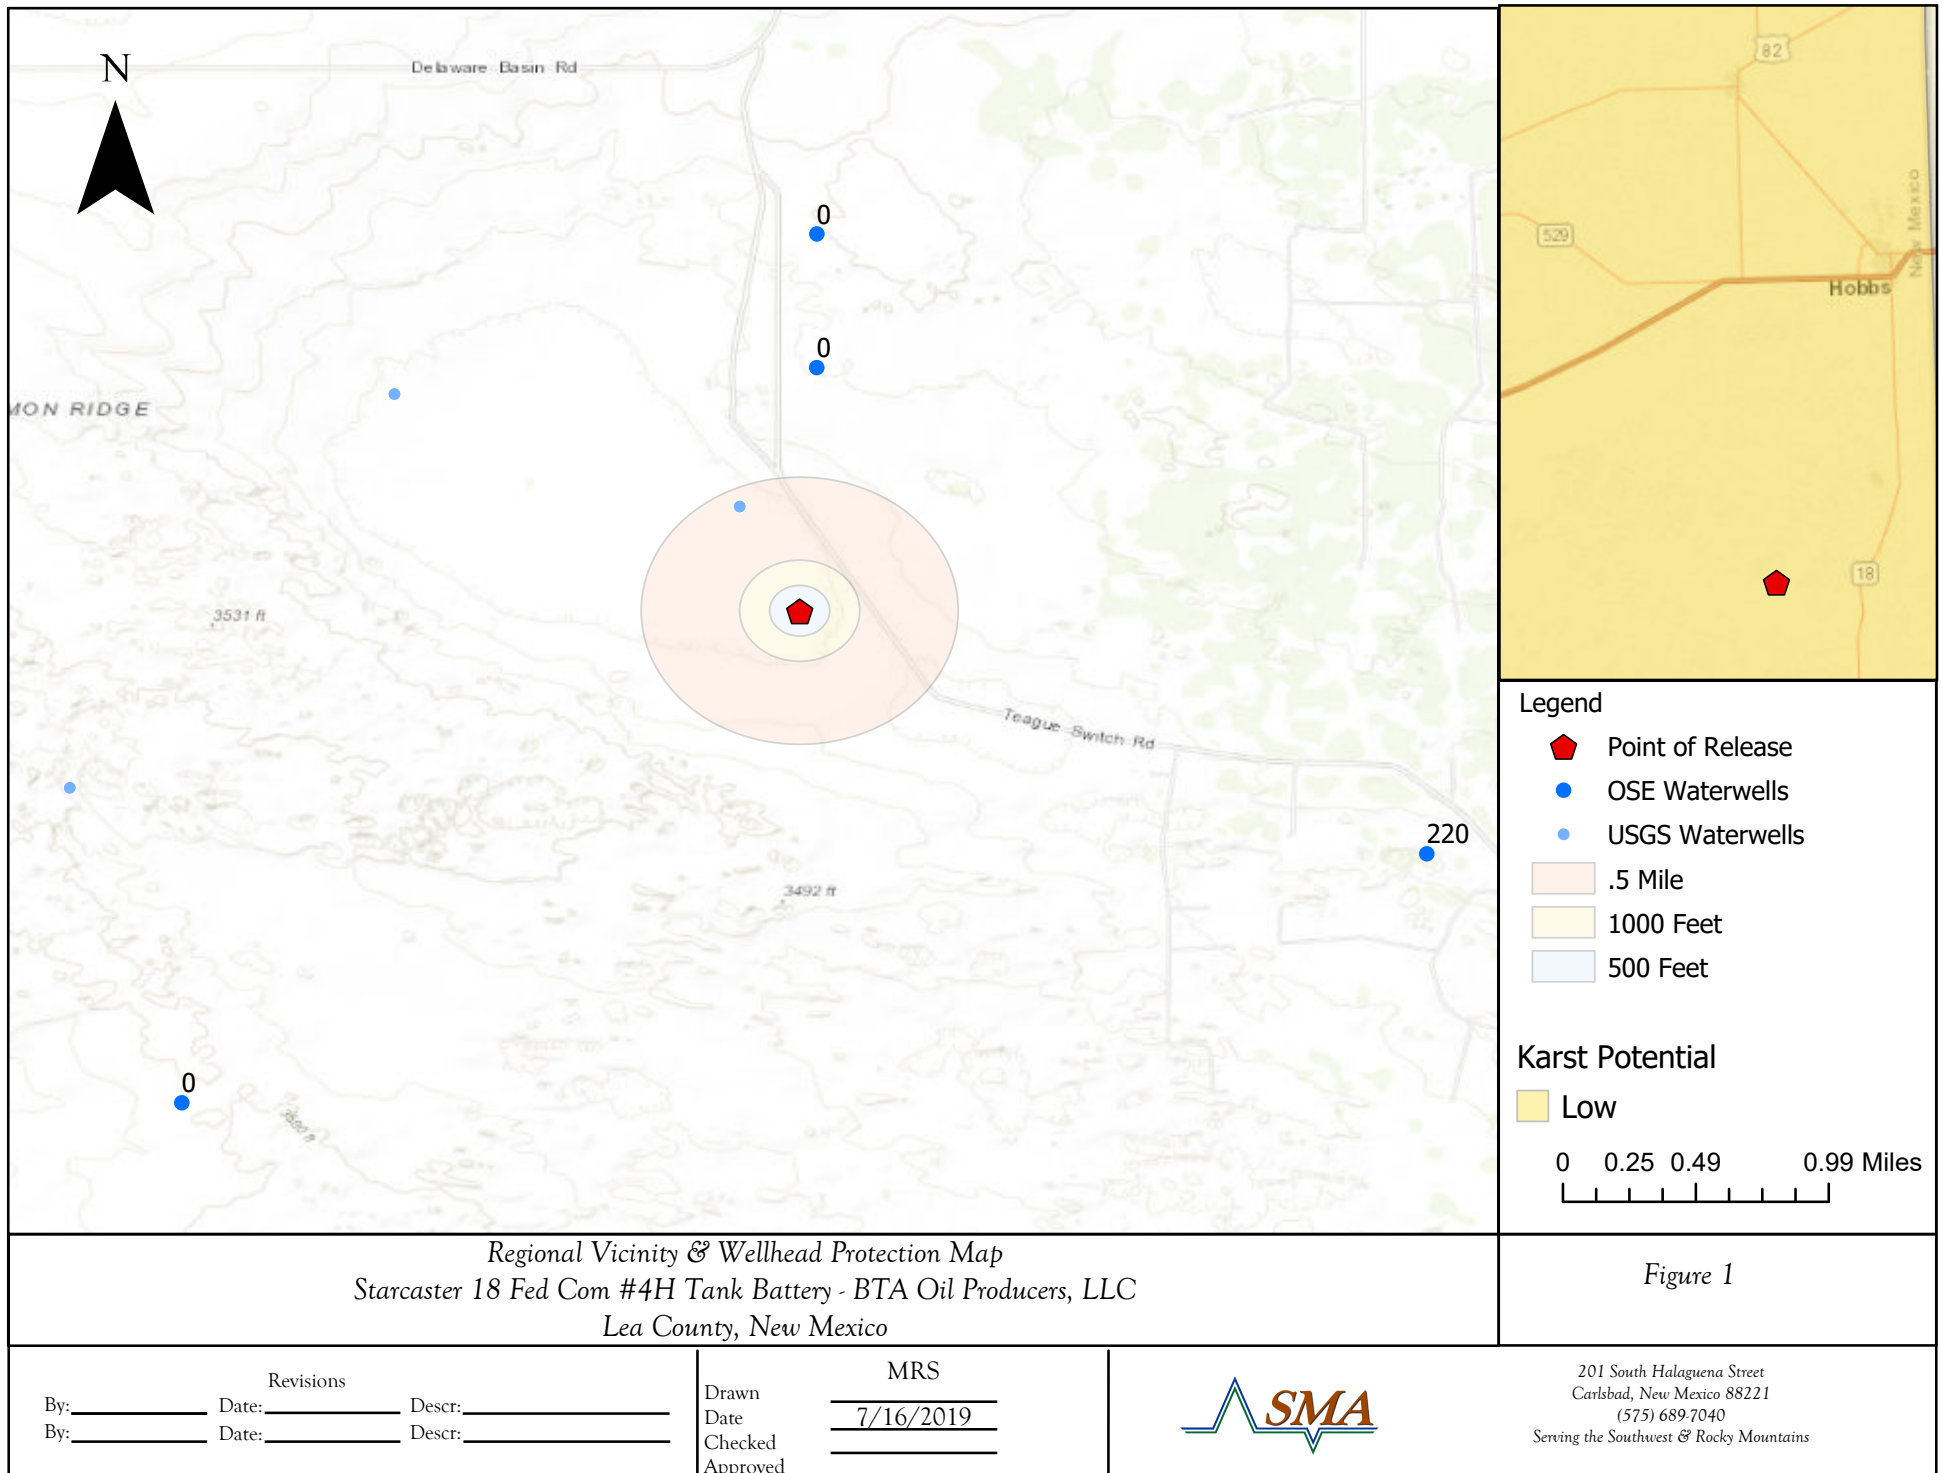 N
Delaware Basin Rd
0
0
MON RIDGE
3531 ft
Teague Switch Rd
220
3492 ft
0
82
529
New Mexico
Hobbs
18
Legend
Point of Release
OSE Waterwells
USGS Waterwells
.5 Mile
1000 Feet
500 Feet
Karst Potential
Low
0 0.25 0.49 0.99 Miles
Regional Vicinity & Wellhead Protection Map
Starcaster 18 Fed Com #4H Tank Battery - BTA Oil Producers, LLC
Lea County, New Mexico
Figure 1
Revisions
By: Date: Descr:
By: Date: Descr:
MRS
Drawn
Date 7/16/2019
Checked
Approved
SMA
201 South Halaguena Street
Carlsbad, New Mexico 88221
(575) 689-7040
Serving the Southwest & Rocky Mountains